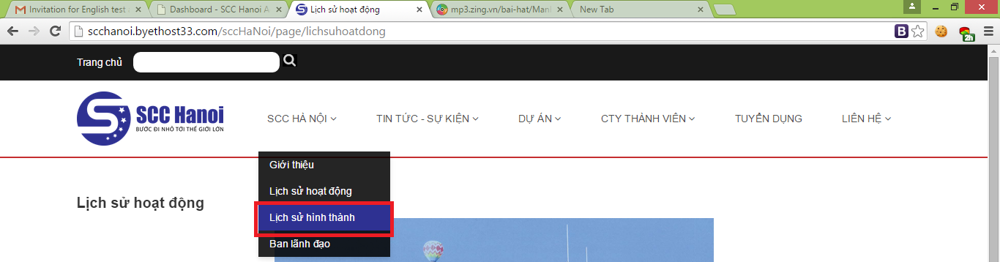 Invitation for English test
Dashboard - SCC Hanoi A
Lịch sử hoạt động
mp3.zing.vn/bai-hat/Manl
New Tab
scchanoi.byethost33.com/sccHaNoi/page/lichsuhoatdong
B
2h
Trang chủ
S SCC Hanoi
BƯỚC ĐI NHỎ TỚI THẾ GIỚI LỚN
SCC HÀ NỘI
TIN TỨC - SỰ KIỆN
DỰ ÁN
CTY THÀNH VIÊN
TUYỂN DỤNG
LIÊN HỆ
Giới thiệu
Lịch sử hoạt động
Lịch sử hình thành
Ban lãnh đạo
Lịch sử hoạt động